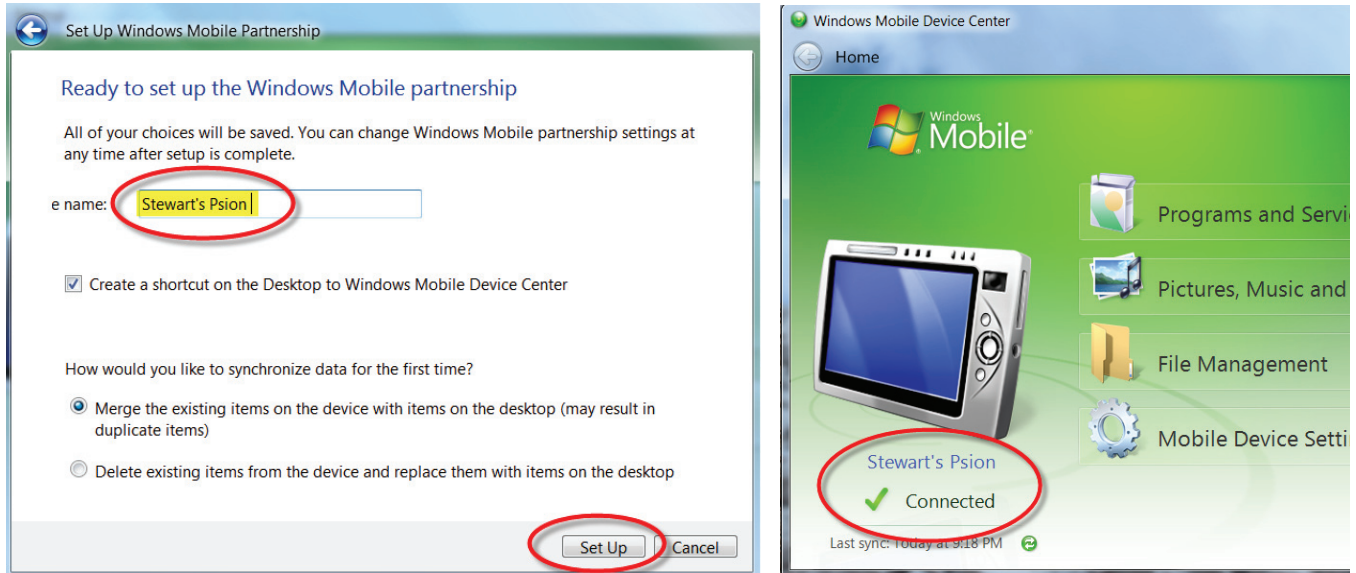 Set Up Windows Mobile Partnership
Ready to set up the Windows Mobile partnership
All of your choices will be saved. You can change Windows Mobile partnership settings at
any time after setup is complete.
e name: Stewart's Psion
Create a shortcut on the Desktop to Windows Mobile Device Center
How would you like to synchronize data for the first time?
Merge the existing items on the device with items on the desktop (may result in
duplicate items)
Delete existing items from the device and replace them with items on the desktop
Set Up Cancel
Windows Mobile Device Center
Home
Windows
Mobile
Programs and Servi
Pictures, Music and
File Management
Mobile Device Setti
Stewart's Psion
Connected
Last sync: Today at 9:18 PM